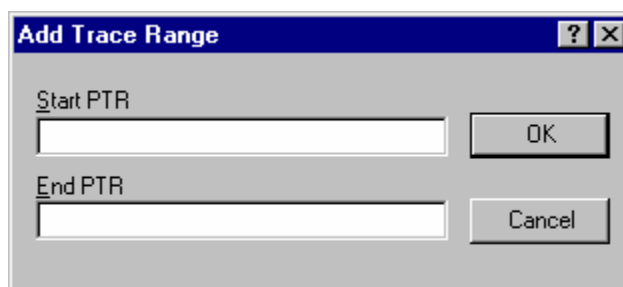 Add Trace Range
Start PTR
OK
End PTR
Cancel